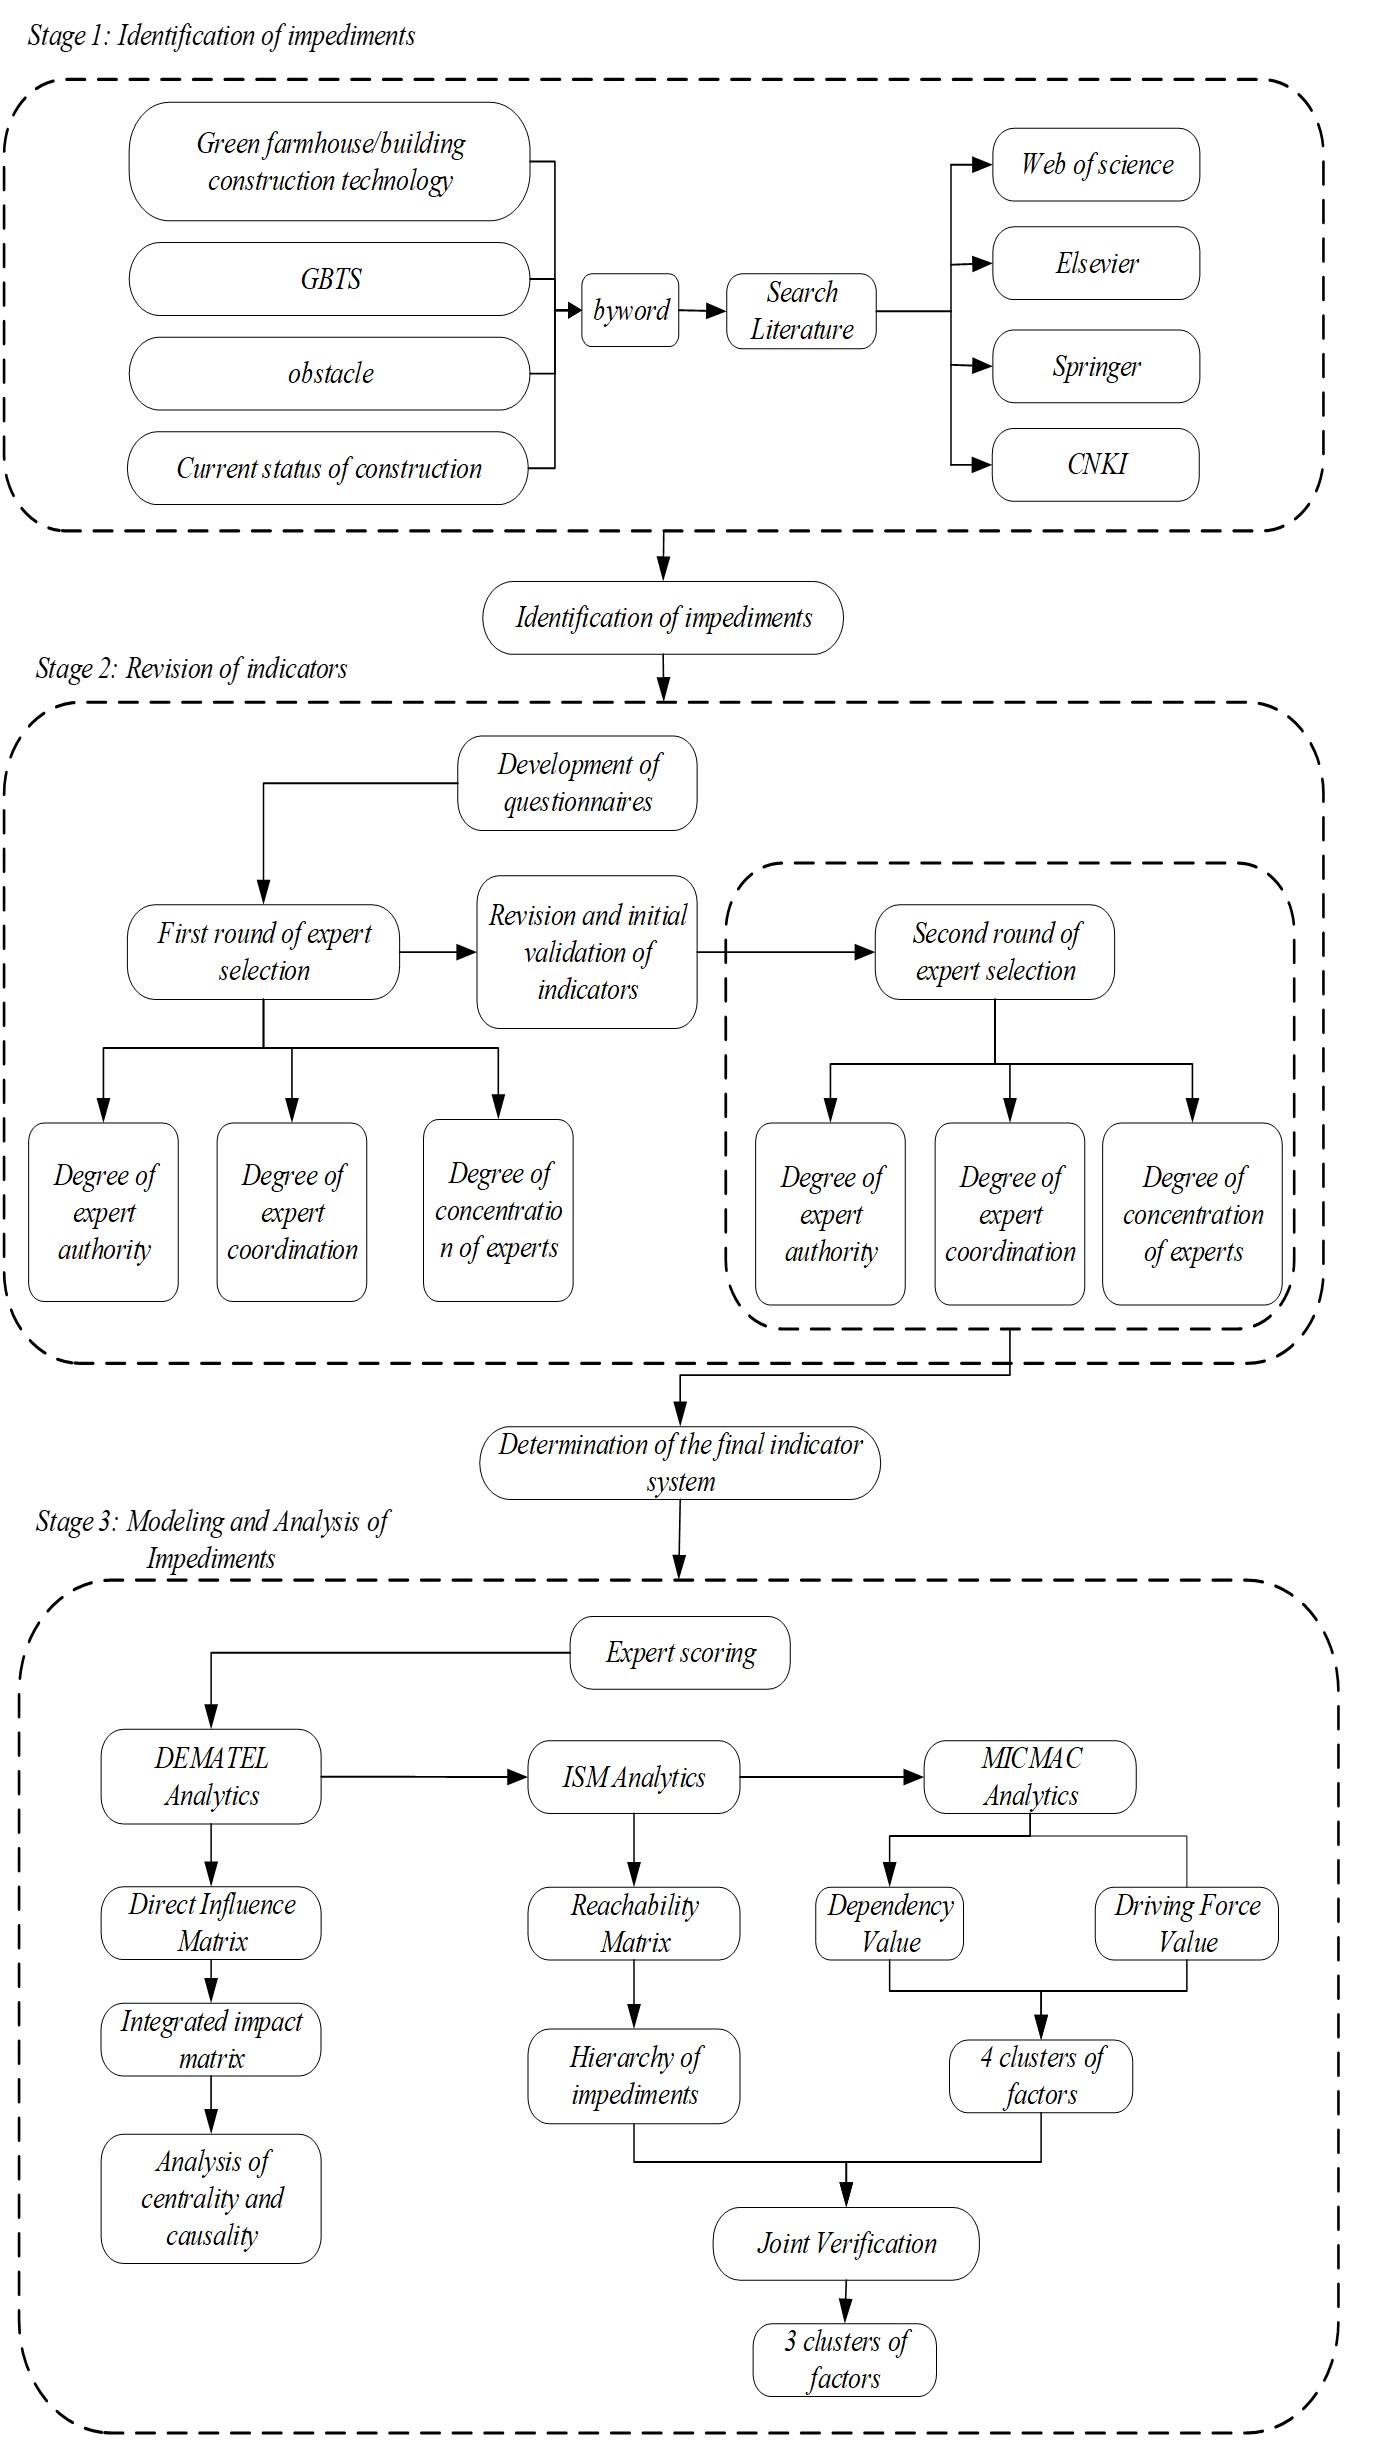 Stage 1: Identification of impediments
Green farmhouse/building
construction technology
GBTS
obstacle
Current status of construction
byword
Search
Literature
Web of science
Elsevier
Springer
CNKI
Identification of impediments
Stage 2: Revision of indicators
Development of
questionnaires
First round of expert
selection
Revision and initial
validation of
indicators
Second round of
expert selection
Degree of
expert
authority
Degree of
expert
coordination
Degree of
concentratio
n of experts
Degree of
expert
authority
Degree of
expert
coordination
Degree of
concentration
of experts
Determination of the final indicator
system
Stage 3: Modeling and Analysis of
Impediments
Expert scoring
DEMATEL
Analytics
ISM Analytics
MICMAC
Analytics
Direct Influence
Matrix
Reachability
Matrix
Dependency
Value
Driving Force
Value
Integrated impact
matrix
Hierarchy of
impediments
4 clusters of
factors
Analysis of
centrality and
causality
Joint Verification
3 clusters of
factors